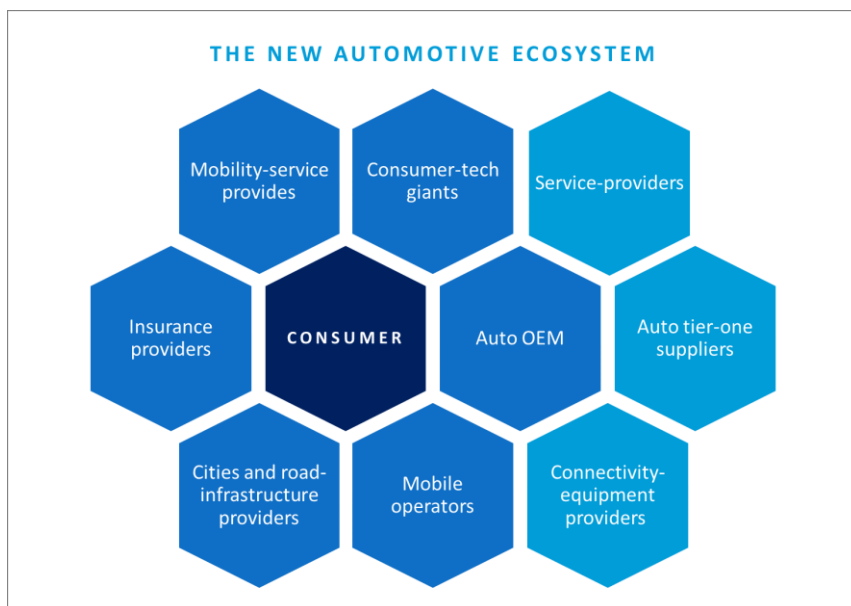 THE NEW AUTOMOTIVE ECOSYSTEM
Mobility-service
provides
Consumer-tech
giants
Service-providers
Insurance
providers
CONSUMER
Auto OEM
Auto tier-one
suppliers
Cities and road-
infrastructure
providers
Mobile
operators
Connectivity-
equipment
providers